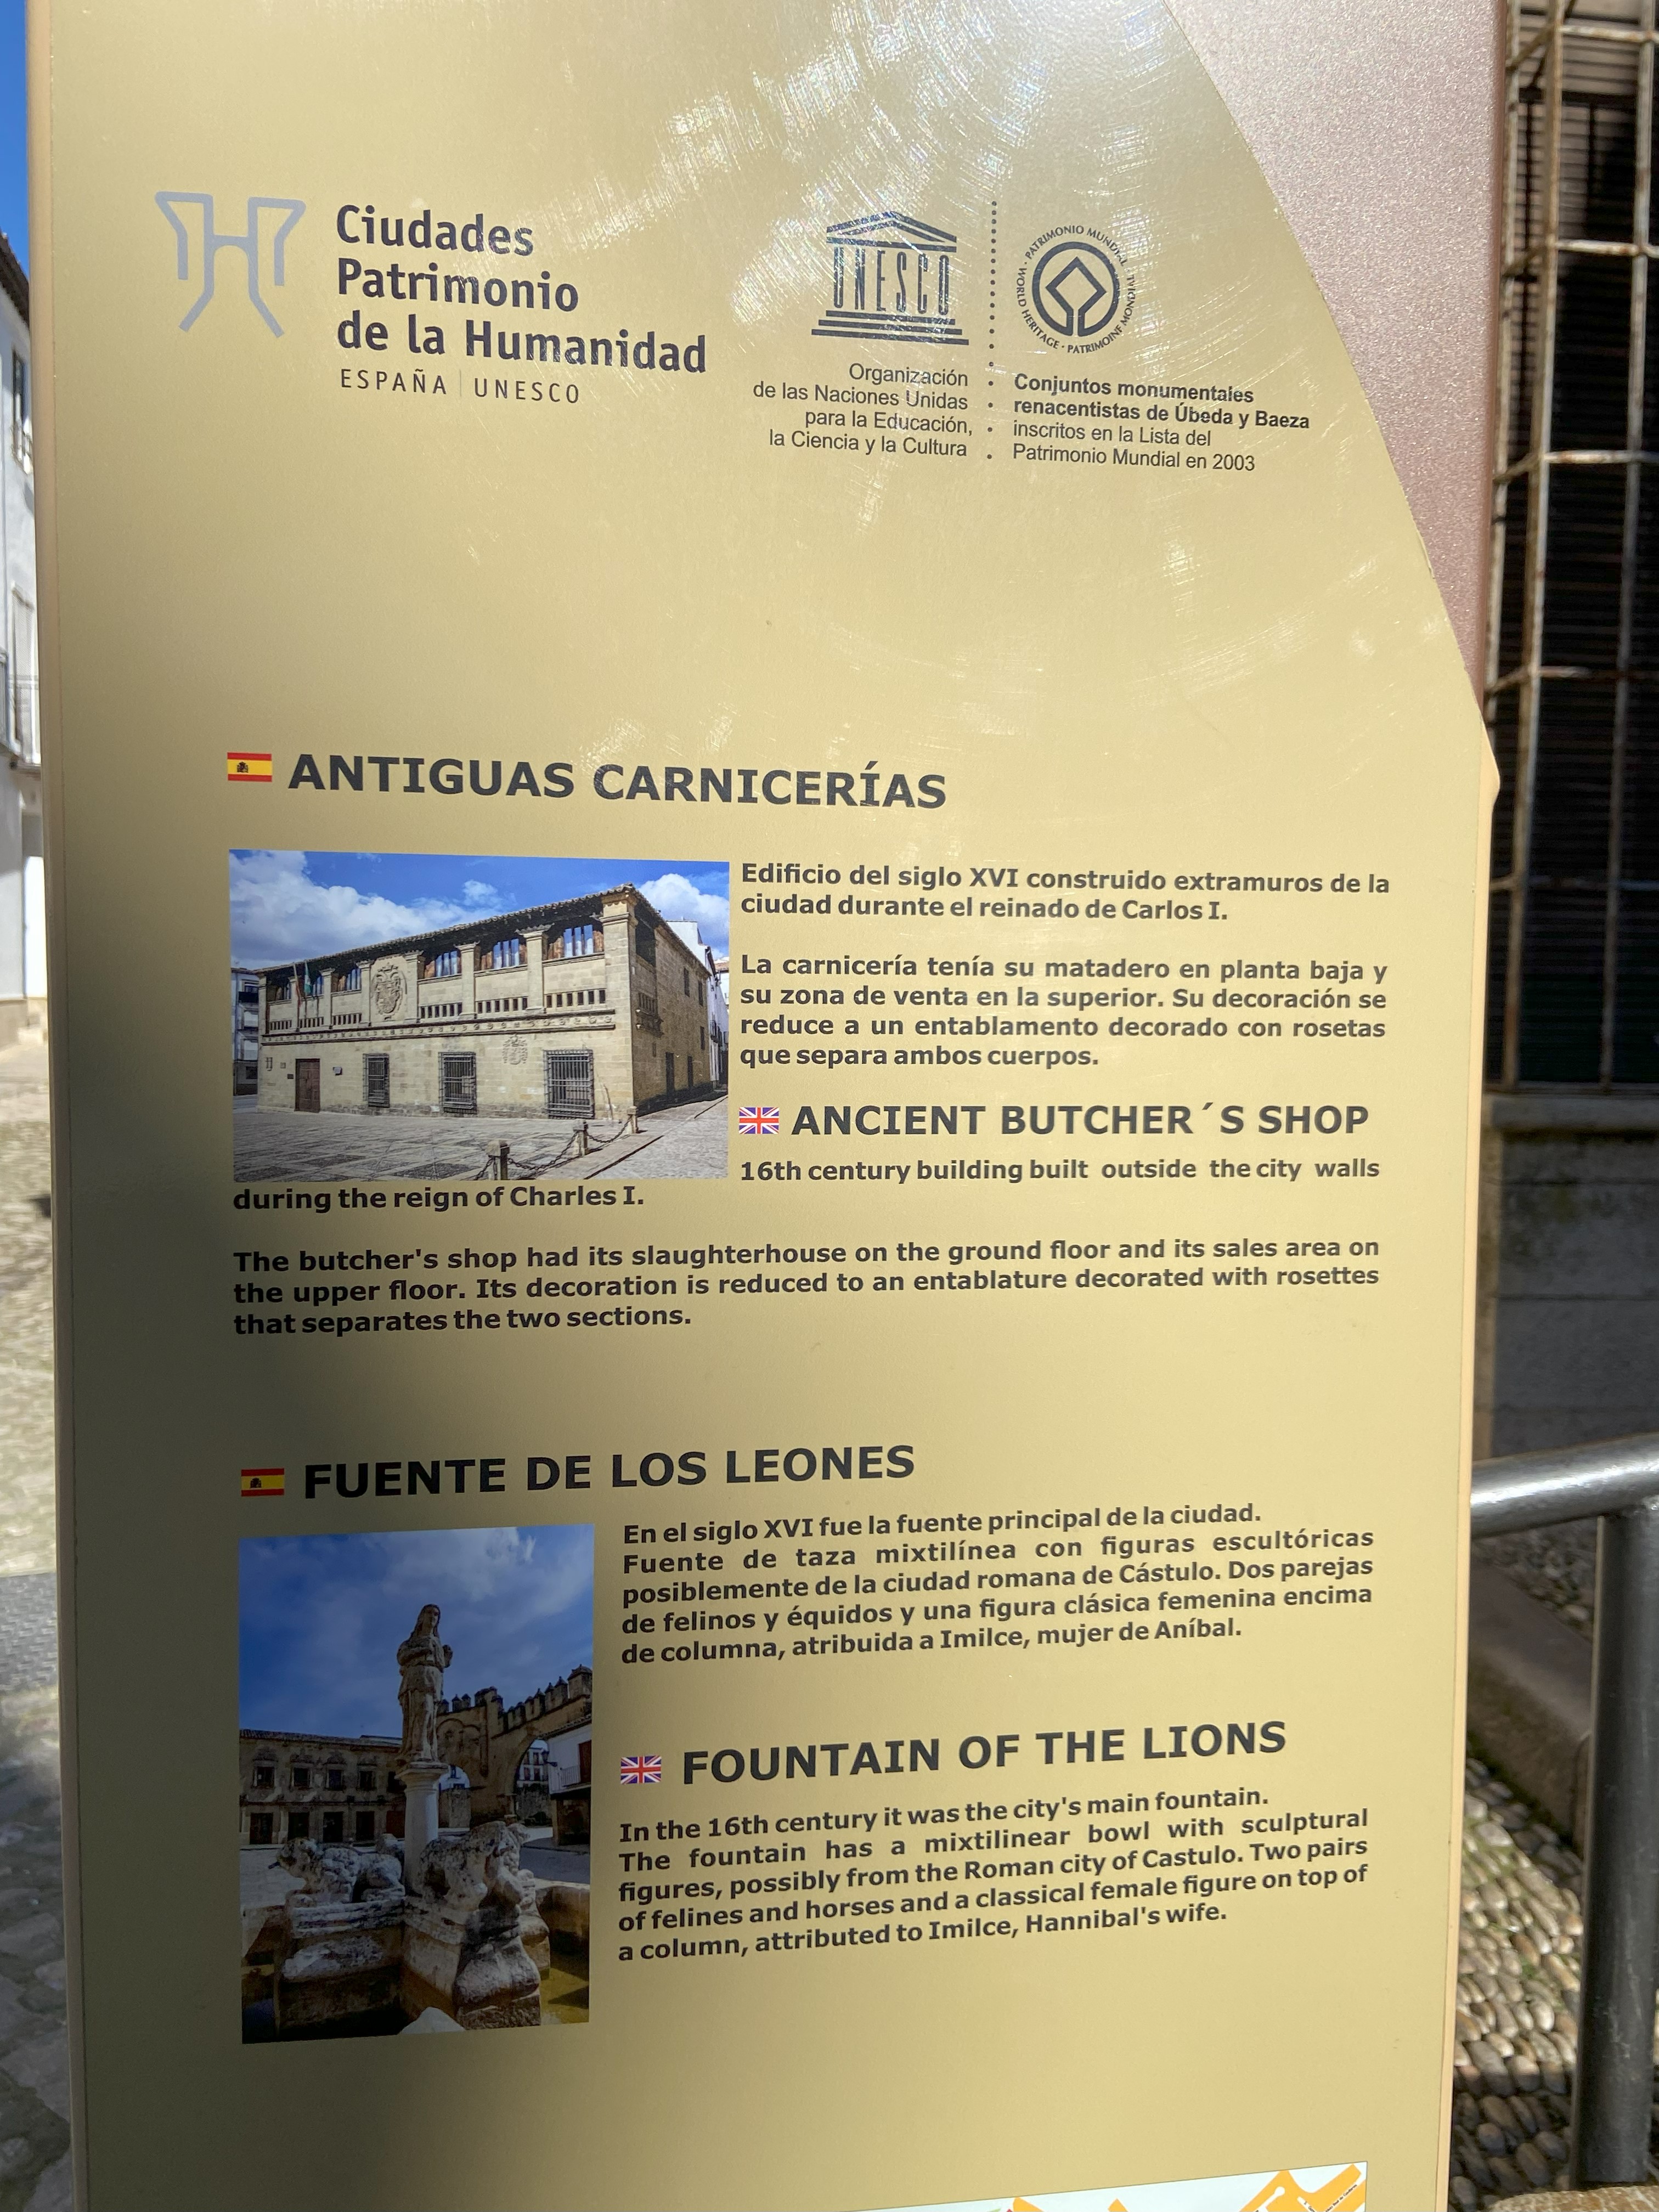 Ciudades
Patrimonio
de la Humanidad
ESPAÑA | UNESCO
UNESCO
Organización
de las Naciones Unidas
para la Educación,
la Ciencia y la Cultura
PATRIMONIO MUNDIAL · WORLD HERITAGE · PATRIMOINE MONDIAL ·
Conjuntos monumentales
renacentistas de Úbeda y Baeza
inscritos en la Lista del
Patrimonio Mundial en 2003
ANTIGUAS CARNICERÍAS
Edificio del siglo XVI construido extramuros de la
ciudad durante el reinado de Carlos I.
La carnicería tenía su matadero en planta baja y
su zona de venta en la superior. Su decoración se
reduce a un entablamento decorado con rosetas
que separa ambos cuerpos.
ANCIENT BUTCHER´S SHOP
16th century building built outside the city walls
during the reign of Charles I.
The butcher's shop had its slaughterhouse on the ground floor and its sales area on
the upper floor. Its decoration is reduced to an entablature decorated with rosettes
that separates the two sections.
FUENTE DE LOS LEONES
En el siglo XVI fue la fuente principal de la ciudad.
Fuente de taza mixtilínea con figuras escultóricas
posiblemente de la ciudad romana de Cástulo. Dos parejas
de felinos y équidos y una figura clásica femenina encima
de columna, atribuida a Imilce, mujer de Aníbal.
FOUNTAIN OF THE LIONS
In the 16th century it was the city's main fountain.
The fountain has a mixtilinear bowl with sculptural
figures, possibly from the Roman city of Castulo. Two pairs
of felines and horses and a classical female figure on top of
a column, attributed to Imilce, Hannibal's wife.